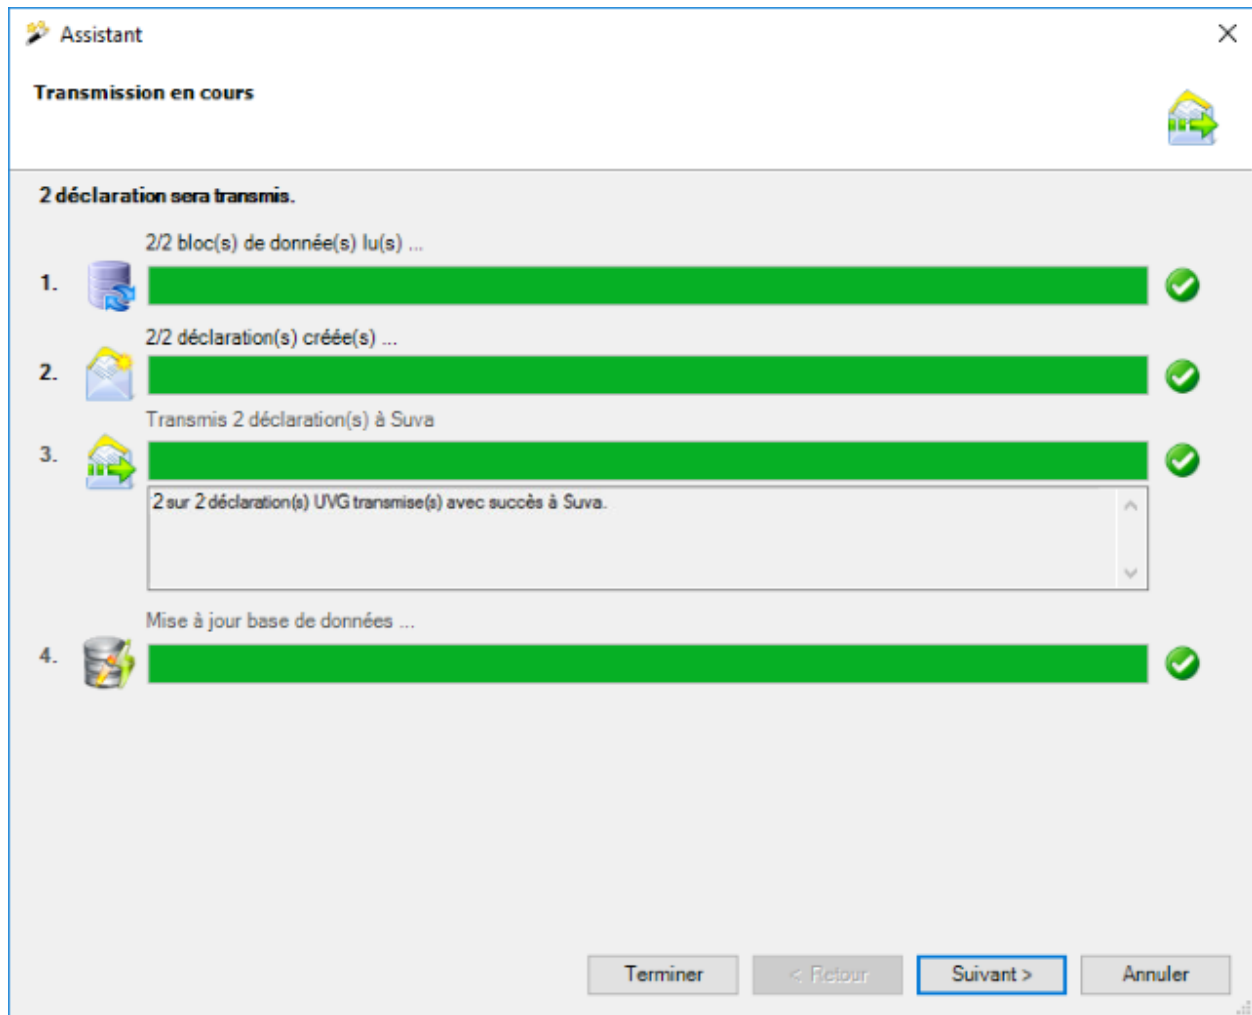 Assistant
Transmission en cours
2 déclaration sera transmis.
2/2 bloc(s) de donnée(s) lu(s) ...
1.
2/2 déclaration(s) créée(s) ...
2.
Transmis 2 déclaration(s) à Suva
3.
2 sur 2 déclaration(s) UVG transmise(s) avec succès à Suva.
Mise à jour base de données ...
4.
Terminer < Retour Suivant > Annuler